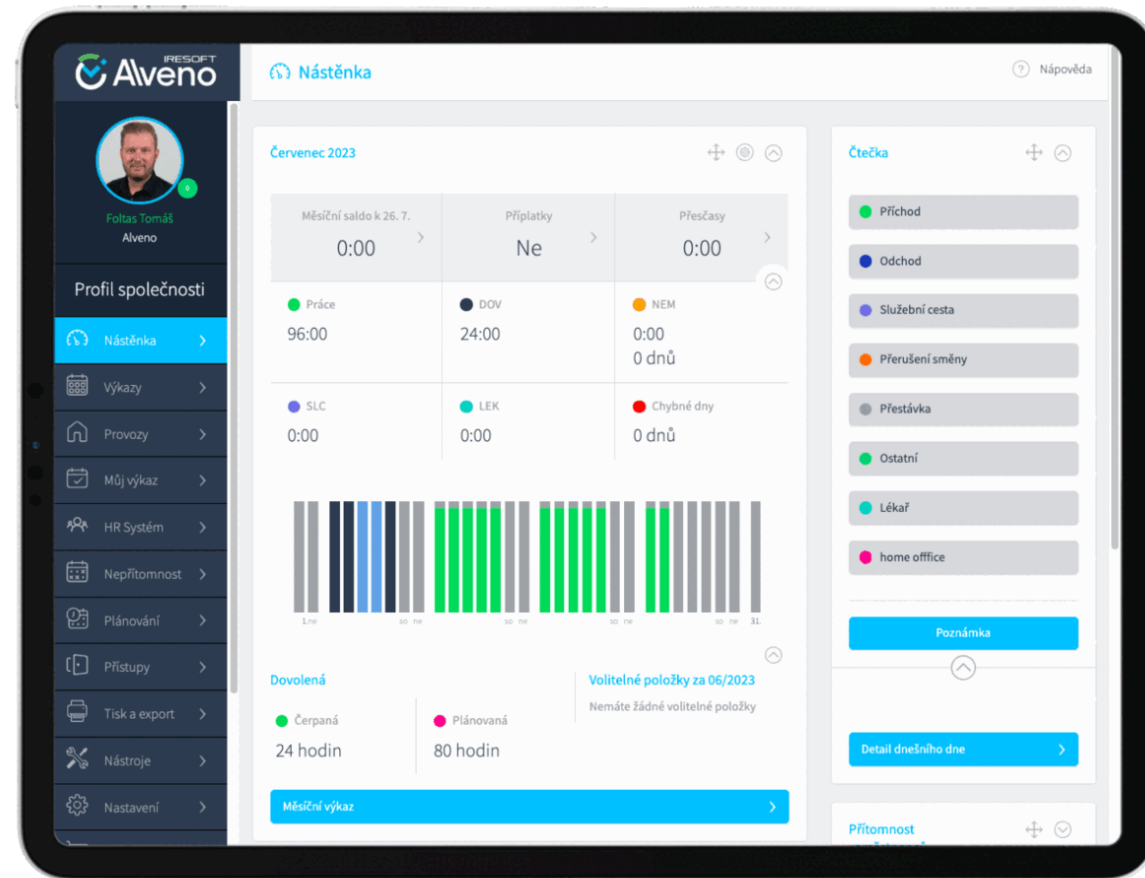 IRESOFT
Alveno
Foltas Tomáš
Alveno
Profil společnosti
Nástěnka
Výkazy
Provozy
Můj výkaz
HR Systém
Nepřítomnost
Plánování
Přístupy
Tisk a export
Nástroje
Nastavení
Nástěnka
? Nápověda
Červenec 2023
Měsíční saldo k 26. 7.
0:00
Příplatky
Ne
Přesčasy
0:00
Práce
96:00
DOV
24:00
NEM
0:00
0 dnů
SLC
0:00
LEK
0:00
Chybné dny
0 dnů
1. ne so ne so ne so ne so ne 31.
Dovolená
Čerpaná
24 hodin
Plánovaná
80 hodin
Volitelné položky za 06/2023
Nemáte žádné volitelné položky
Měsíční výkaz
Čtečka
Příchod
Odchod
Služební cesta
Přerušení směny
Přestávka
Ostatní
Lékař
home offfice
Poznámka
Detail dnešního dne
Přítomnost